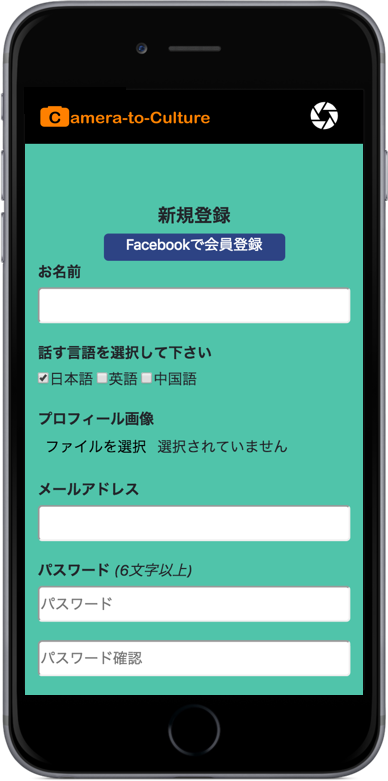 Camera-to-Culture
新規登録
Facebookで会員登録
お名前
話す言語を選択して下さい
日本語 英語 中国語
プロフィール画像
ファイルを選択 選択されていません
メールアドレス
パスワード (6文字以上)
パスワード
パスワード確認